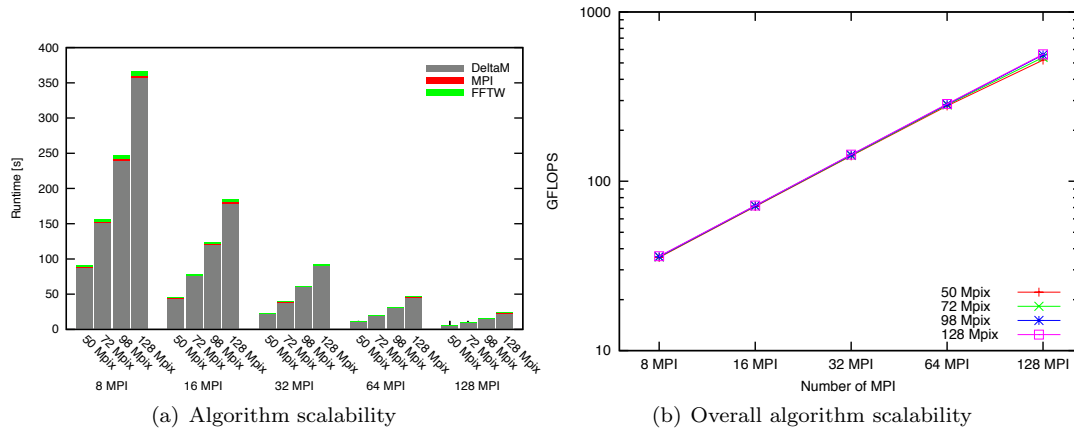 400
350
300
250
200
150
100
50
0
Runtime [s]
DeltaM
MPI
FFTW
50 Mpix
72 Mpix
98 Mpix
128 Mpix
50 Mpix
72 Mpix
98 Mpix
128 Mpix
50 Mpix
72 Mpix
98 Mpix
128 Mpix
50 Mpix
72 Mpix
98 Mpix
128 Mpix
50 Mpix
72 Mpix
98 Mpix
128 Mpix
8 MPI 16 MPI 32 MPI 64 MPI 128 MPI
(a) Algorithm scalability
1000
100
10
GFLOPS
50 Mpix
72 Mpix
98 Mpix
128 Mpix
8 MPI 16 MPI 32 MPI 64 MPI 128 MPI
Number of MPI
(b) Overall algorithm scalability